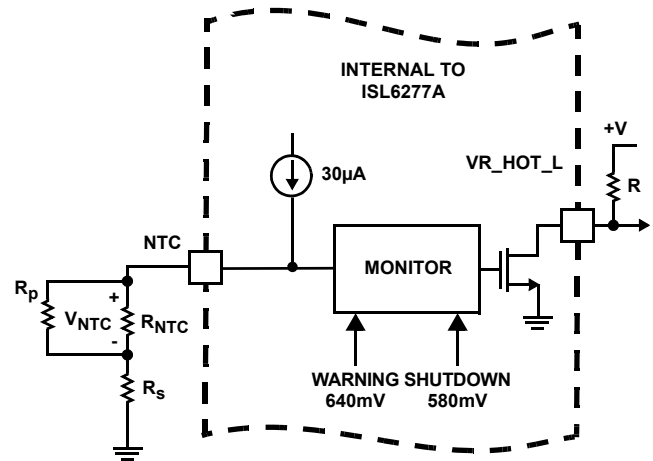 INTERNAL TO
ISL6277A
+V
VR_HOT_L
R
30µA
NTC
MONITOR
Rp
+
VNTC
RNTC
-
Rs
WARNING SHUTDOWN
640mV 580mV